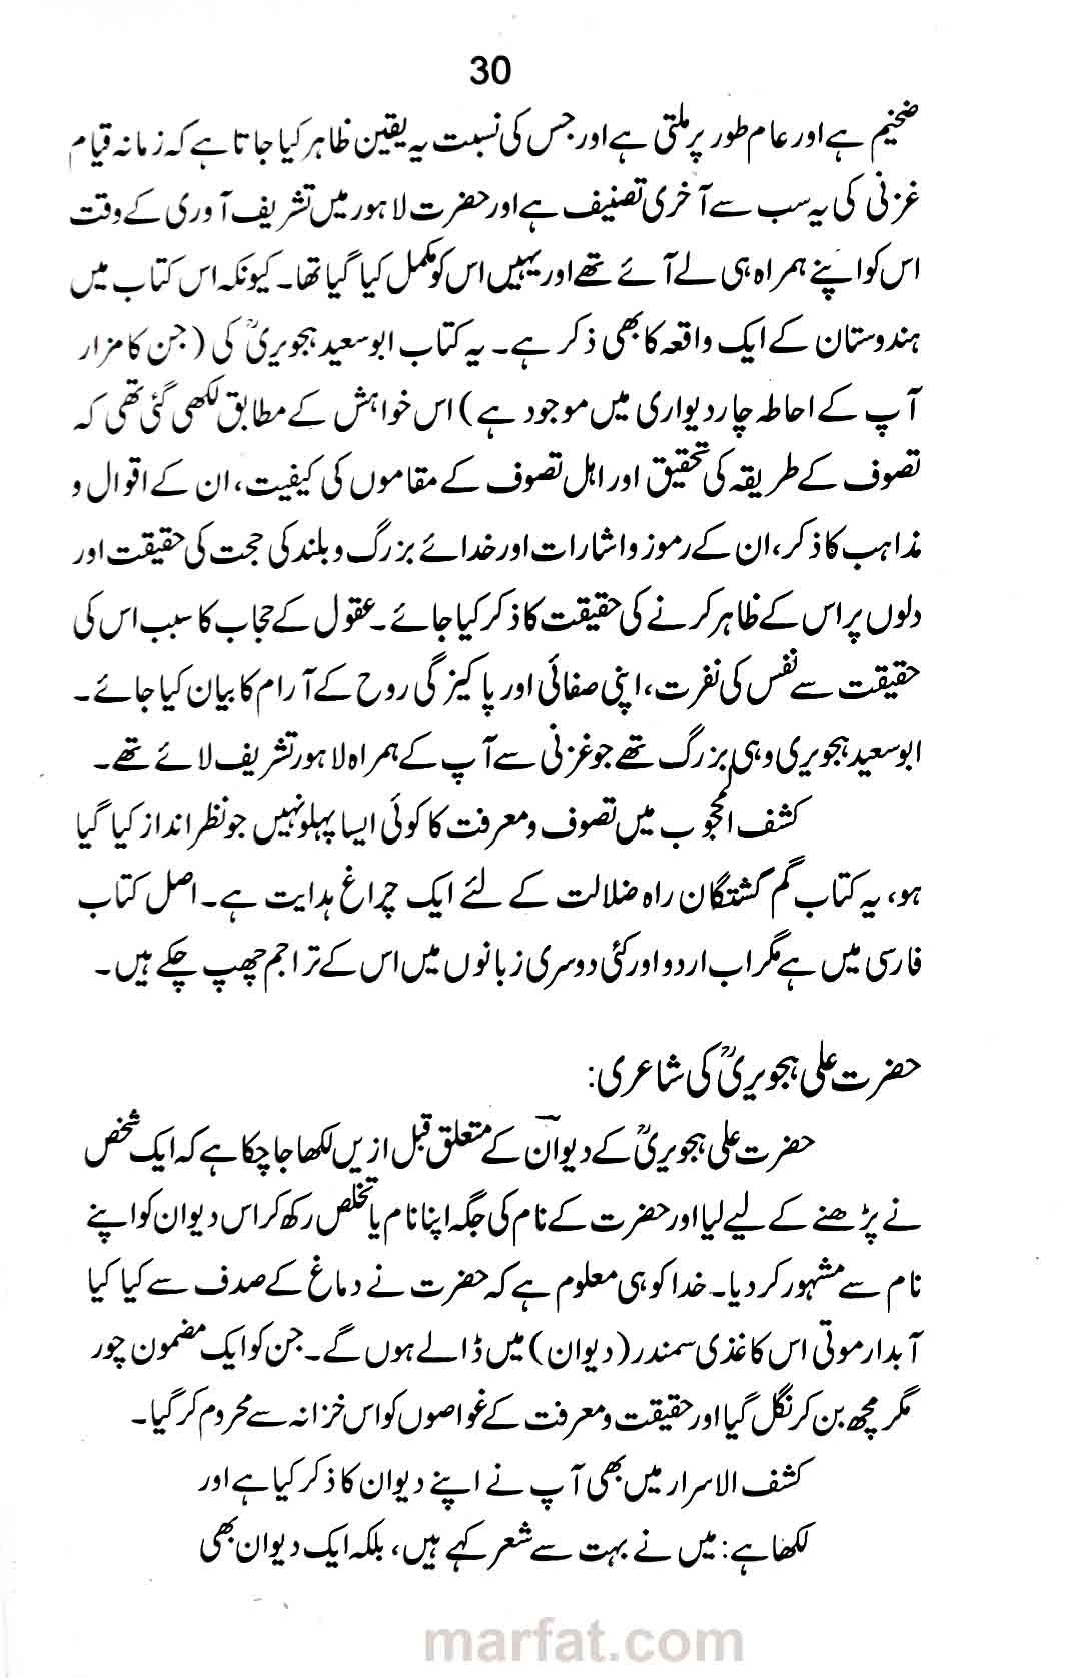 30
ضخیم ہے اور عام طور پر ملتی ہے اور جس کی نسبت یہ یقین ظاہر کیا جاتا ہے کہ زمانہ قیام
غزنی کی یہ سب سے آخری تصنیف ہے اور حضرت لاہور میں تشریف آوری کے وقت
اس کو اپنے ہمراہ ہی لے آئے تھے اور یہیں اس کو مکمل کیا گیا تھا۔ کیونکہ اس کتاب میں
ہندوستان کے ایک واقعہ کا بھی ذکر ہے۔ یہ کتاب ابو سعید ہجویریؒ کی (جن کا مزار
آپ کے احاطہ چار دیواری میں موجود ہے) اس خواہش کے مطابق لکھی گئی تھی کہ
تصوف کے طریقہ کی تحقیق اور اہل تصوف کے مقاموں کی کیفیت، ان کے اقوال و
مذاہب کا ذکر، ان کے رموز و اشارات اور خدائے بزرگ و بلند کی حجت کی حقیقت اور
دلوں پر اس کے ظاہر کرنے کی حقیقت کا ذکر کیا جائے۔ عقول کے حجاب کا سبب اس کی
حقیقت سے نفس کی نفرت، اپنی صفائی اور پاکیزگی روح کے آرام کا بیان کیا جائے۔
ابو سعید ہجویری وہی بزرگ تھے جو غزنی سے آپ کے ہمراہ لاہور تشریف لائے تھے۔
کشف المحجوب میں تصوف و معرفت کا کوئی ایسا پہلو نہیں جو نظر انداز کیا گیا
ہو، یہ کتاب گم گشتگان راہ ضلالت کے لئے ایک چراغ ہدایت ہے۔ اصل کتاب
فارسی میں ہے مگر اب اردو اور کئی دوسری زبانوں میں اس کے تراجم چھپ چکے ہیں۔
حضرت علی ہجویریؒ کی شاعری:
حضرت علی ہجویریؒ کے دیوان کے متعلق قبل ازیں لکھا جا چکا ہے کہ ایک شخص
نے پڑھنے کے لیے لیا اور حضرت کے نام کی جگہ اپنا نام یا تخلص رکھ کر اس دیوان کو اپنے
نام سے مشہور کر دیا۔ خدا کو ہی معلوم ہے کہ حضرت نے دماغ کے صدف سے کیا کیا
آبدار موتی اس کاغذی سمندر (دیوان) میں ڈالے ہوں گے۔ جن کو ایک مضمون چور
مگر مچھ بن کر نگل گیا اور حقیقت و معرفت کے غواصوں کو اس خزانہ سے محروم کر گیا۔
کشف الاسرار میں بھی آپ نے اپنے دیوان کا ذکر کیا ہے اور
لکھا ہے: میں نے بہت سے شعر کہے ہیں، بلکہ ایک دیوان بھی
marfat.com